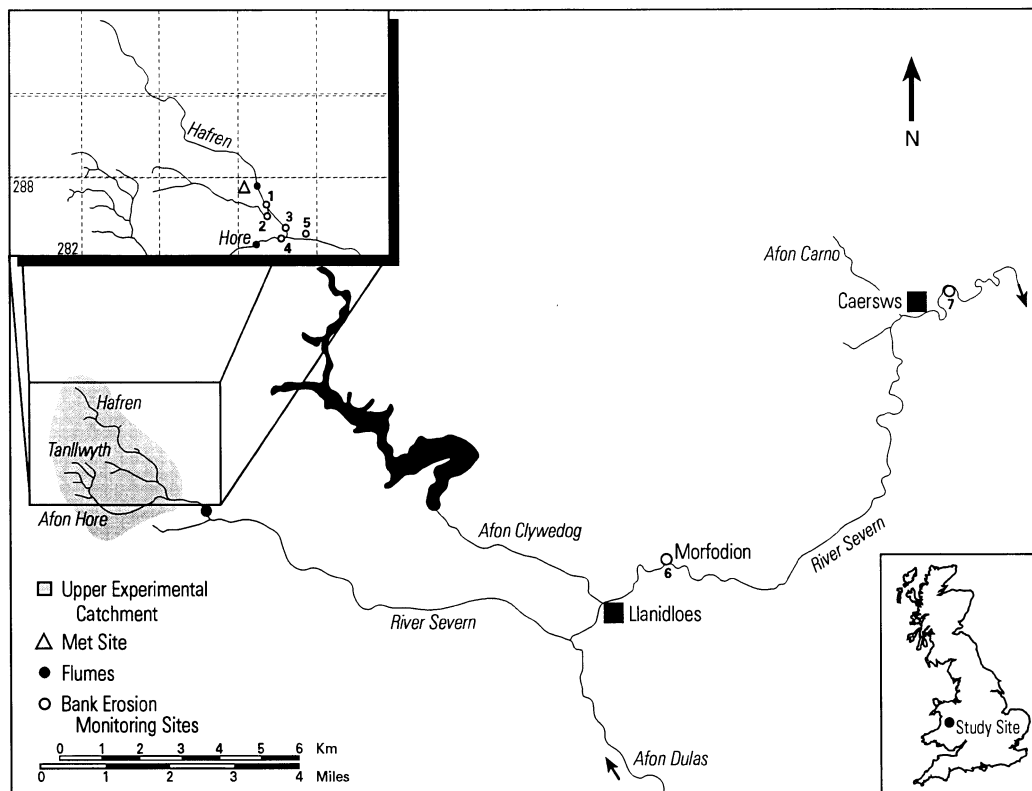 Hafren
288
1
2
3
5
Hore
4
282
N
Afon Carno
Caersws
7
Hafren
Tanllwyth
Afon Hore
Afon Clywedog
Morfodion
6
River Severn
Llanidloes
River Severn
Upper Experimental
Catchment
Met Site
Flumes
Bank Erosion
Monitoring Sites
0 1 2 3 4 5 6 Km
0 1 2 3 4 Miles
Afon Dulas
Study Site